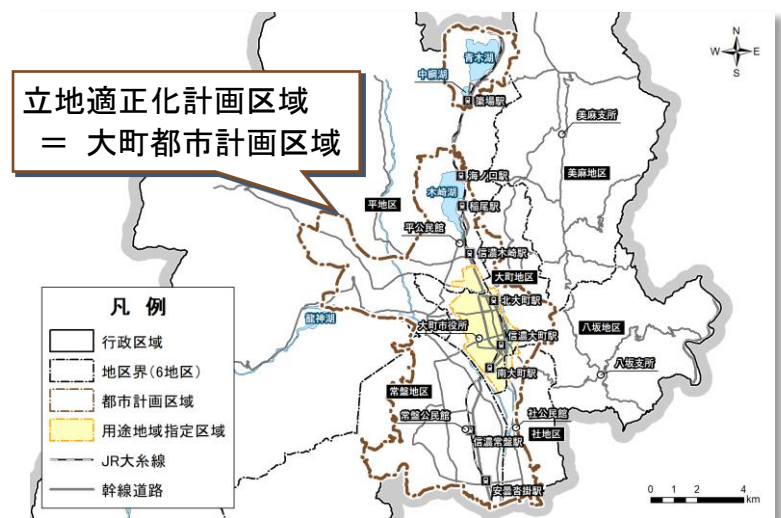 立地適正化計画区域
＝ 大町都市計画区域
N
W E
S
青木湖
中綱湖
簗場駅
美麻支所
海ノ口駅
美麻地区
木崎湖
平地区
稲尾駅
平公民館
信濃木崎駅
大町地区
北大町駅
龍神湖
大町市役所
信濃大町駅
八坂地区
南大町駅
八坂支所
常盤地区
常盤公民館
社公民館
信濃常盤駅
社地区
安曇沓掛駅
凡 例
行政区域
地区界(6地区)
都市計画区域
用途地域指定区域
JR大糸線
幹線道路
0 1 2 4
km